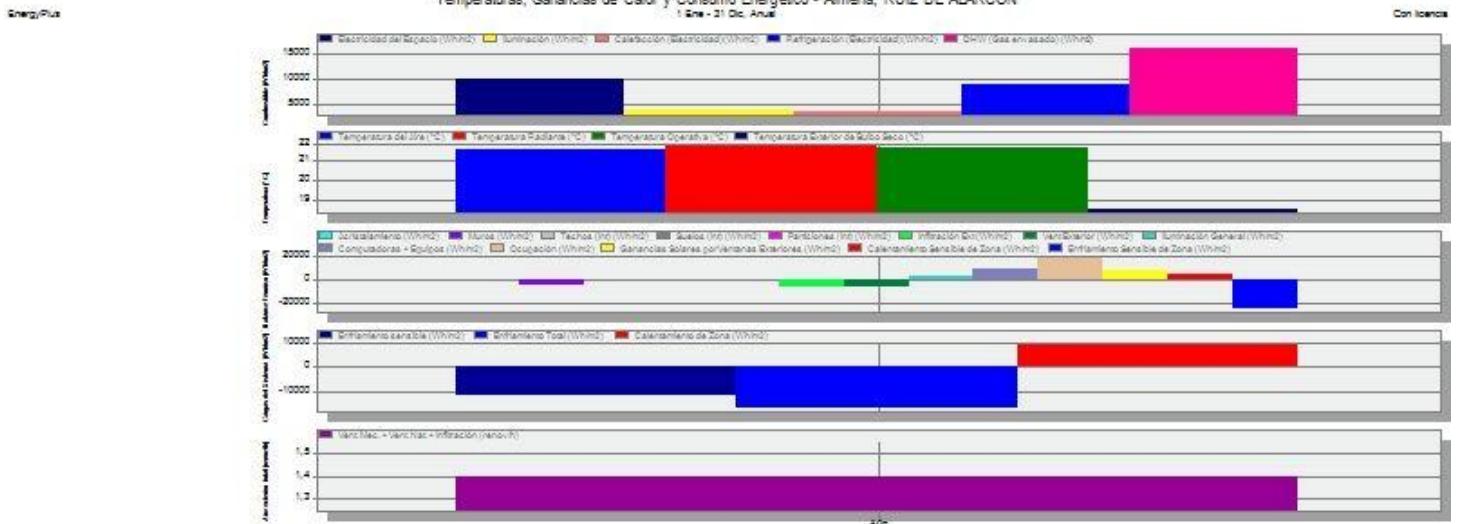 Temperaturas, Ganancias de Calor y Consumo Energético - Almería, RUIZ DE ALARCON
EnergyPlus
1 Ene - 31 Dic, Anual
Con licencia
Electricidad del Espacio (Wh/m2) Iluminación (Wh/m2) Calefacción (Electricidad) (Wh/m2) Refrigeración (Electricidad) (Wh/m2) DHW (Gas envasado) (Wh/m2)
15000
10000
5000
Temperatura del Aire (°C) Temperatura Radiante (°C) Temperatura Operativa (°C) Temperatura Exterior de Bulbo Seco (°C)
22
21
20
19
Temperatura (°C)
Acristalamiento (Wh/m2) Muros (Wh/m2) Techos (int) (Wh/m2) Suelos (int) (Wh/m2) Particiones (int) (Wh/m2) Infiltración Ext (Wh/m2) Vent Exterior (Wh/m2) Iluminación General (Wh/m2)
Computadoras + Equipos (Wh/m2) Ocupación (Wh/m2) Ganancias Solares por Ventanas Exteriores (Wh/m2) Calentamiento Sensible de Zona (Wh/m2) Enfriamiento Sensible de Zona (Wh/m2)
20000
0
-20000
Enfriamiento sensible (Wh/m2) Enfriamiento Total (Wh/m2) Calentamiento de Zona (Wh/m2)
10000
0
-10000
Vent Mec. + Vent Nat + Infiltración (renov/h)
1,5
1,4
1,3